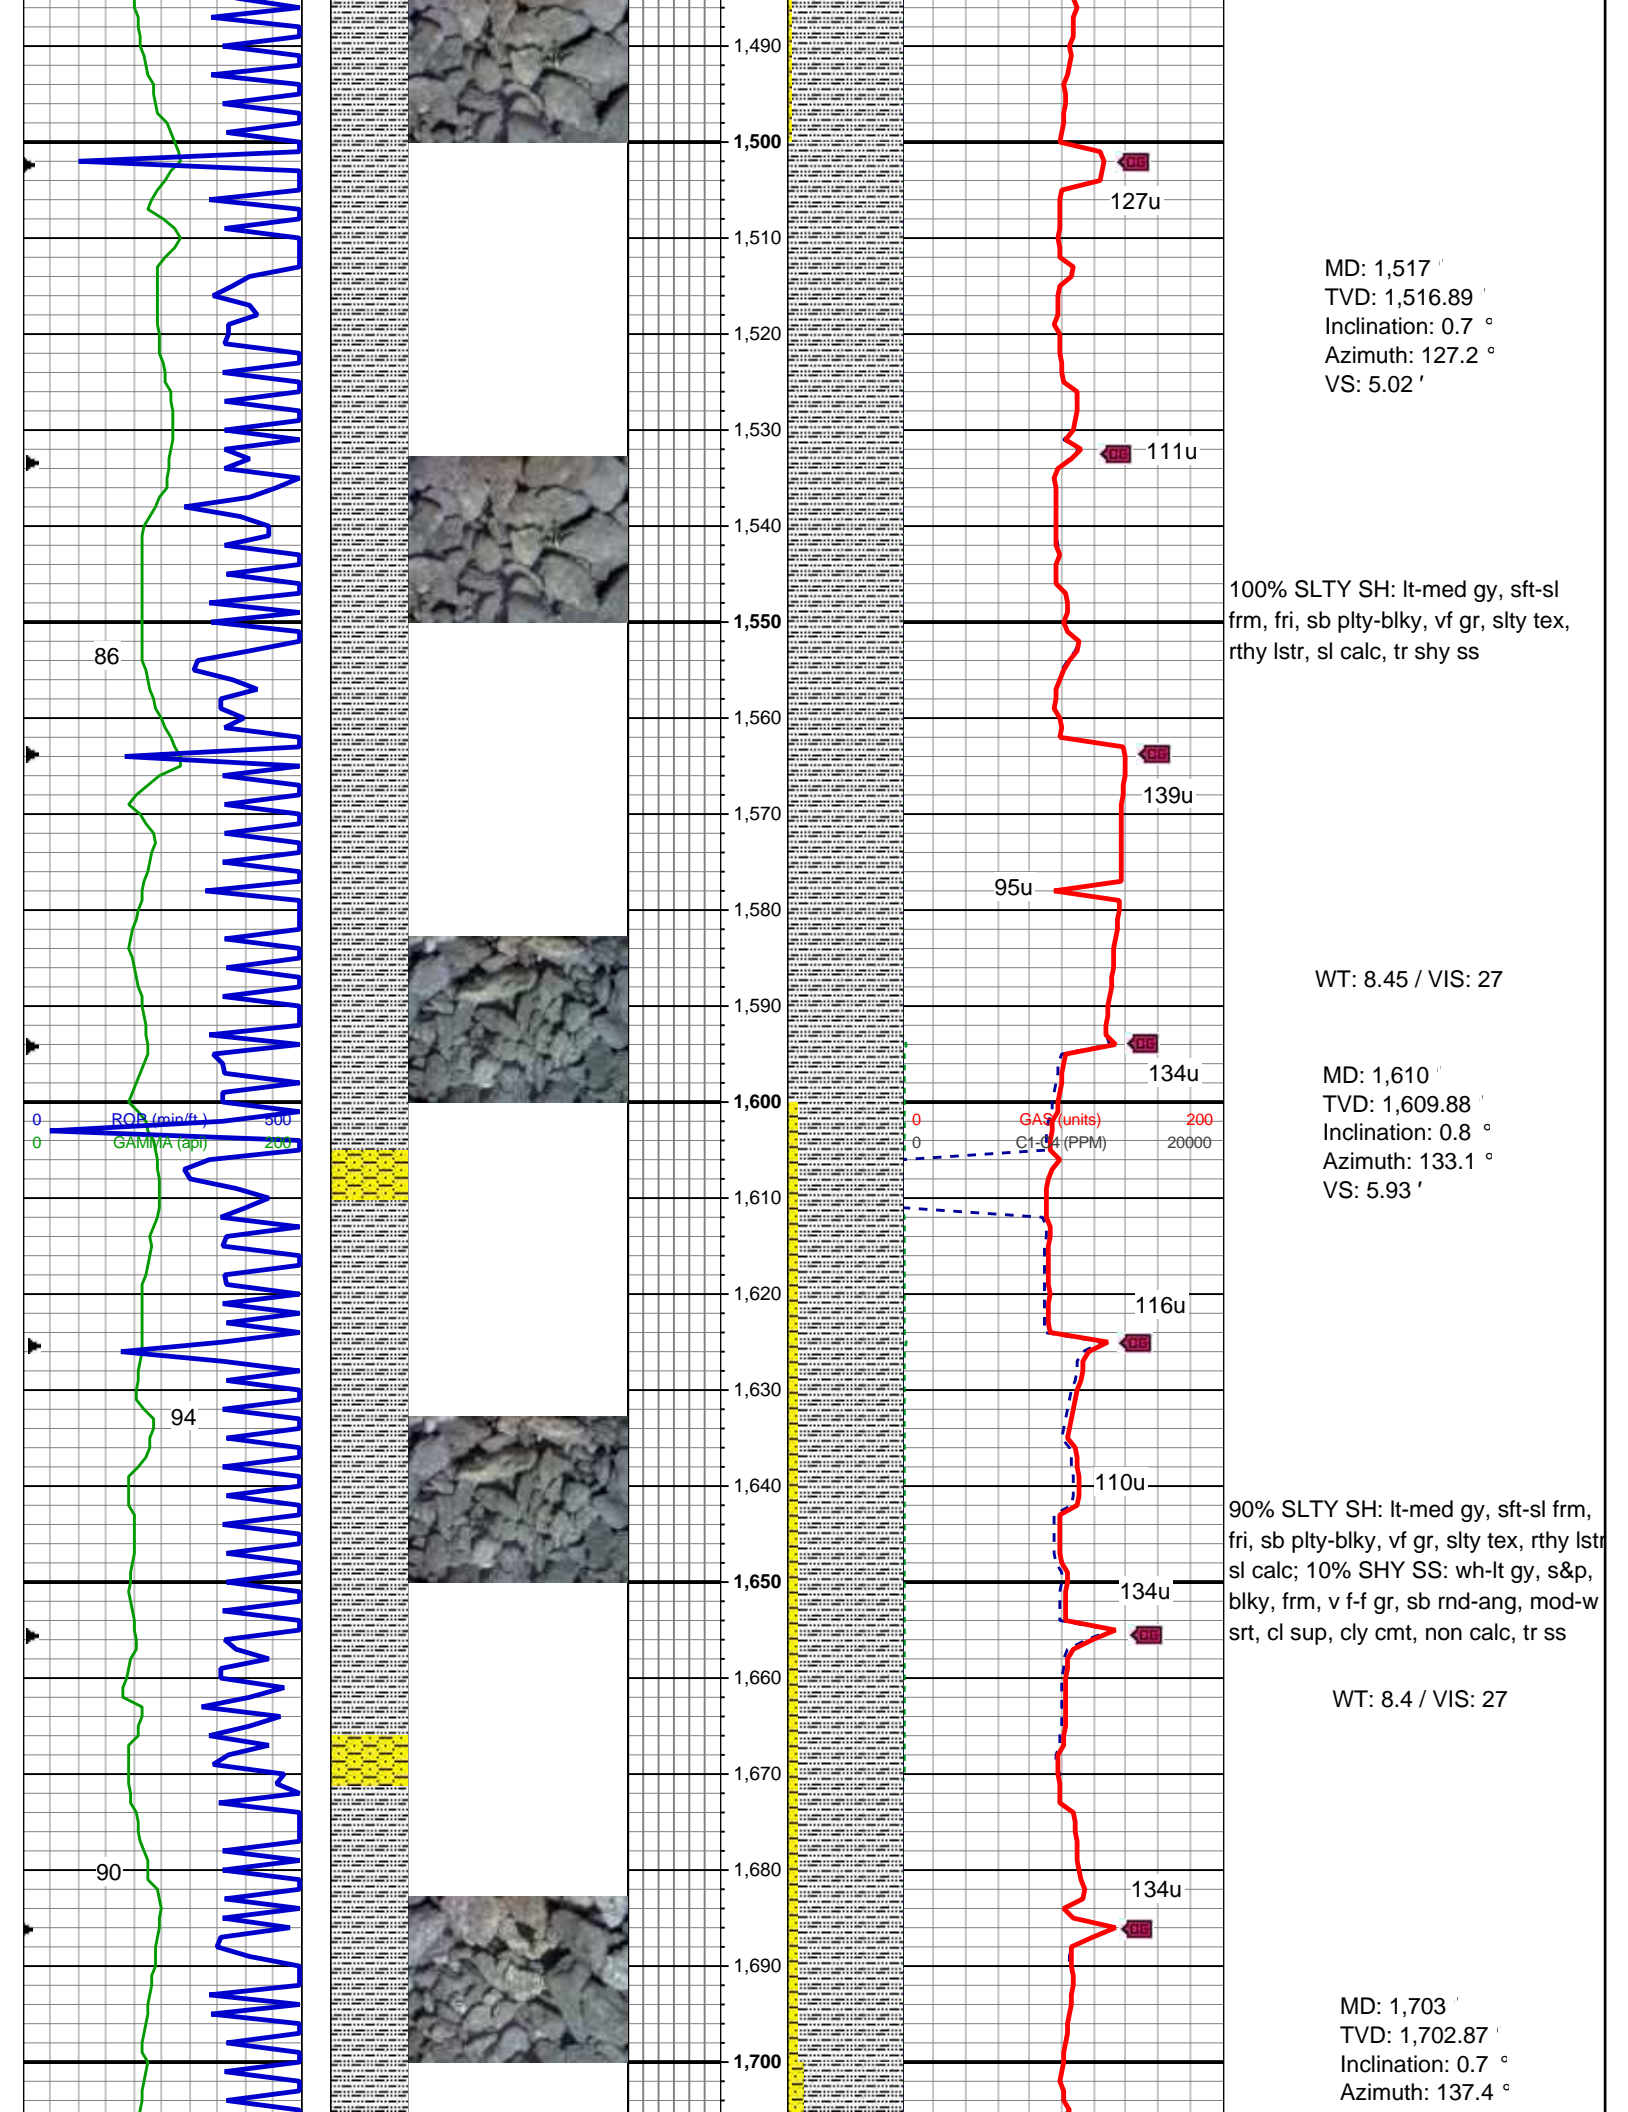 1,490
1,500
CG
127u
1,510
MD: 1,517 '
TVD: 1,516.89 '
Inclination: 0.7 °
Azimuth: 127.2 °
VS: 5.02 '
1,520
1,530
CG 111u
1,540
100% SLTY SH: lt-med gy, sft-sl
frm, fri, sb plty-blky, vf gr, slty tex,
rthy lstr, sl calc, tr shy ss
1,550
86
1,560
CG
139u
1,570
95u
1,580
WT: 8.45 / VIS: 27
1,590
CG
134u
MD: 1,610 '
TVD: 1,609.88 '
Inclination: 0.8 °
Azimuth: 133.1 °
VS: 5.93 '
1,600
0 ROP (min/ft.) 500
0 GAMMA (api) 200
0 GAS (units) 200
0 C1-C4 (PPM) 20000
1,610
1,620
116u
CG
1,630
94
1,640
110u
90% SLTY SH: lt-med gy, sft-sl frm,
fri, sb plty-blky, vf gr, slty tex, rthy lstr
sl calc; 10% SHY SS: wh-lt gy, s&p,
blky, frm, v f-f gr, sb rnd-ang, mod-w
srt, cl sup, cly cmt, non calc, tr ss
1,650
134u
CG
1,660
WT: 8.4 / VIS: 27
1,670
1,680
90
134u
CG
1,690
MD: 1,703 '
TVD: 1,702.87 '
Inclination: 0.7 °
Azimuth: 137.4 °
1,700